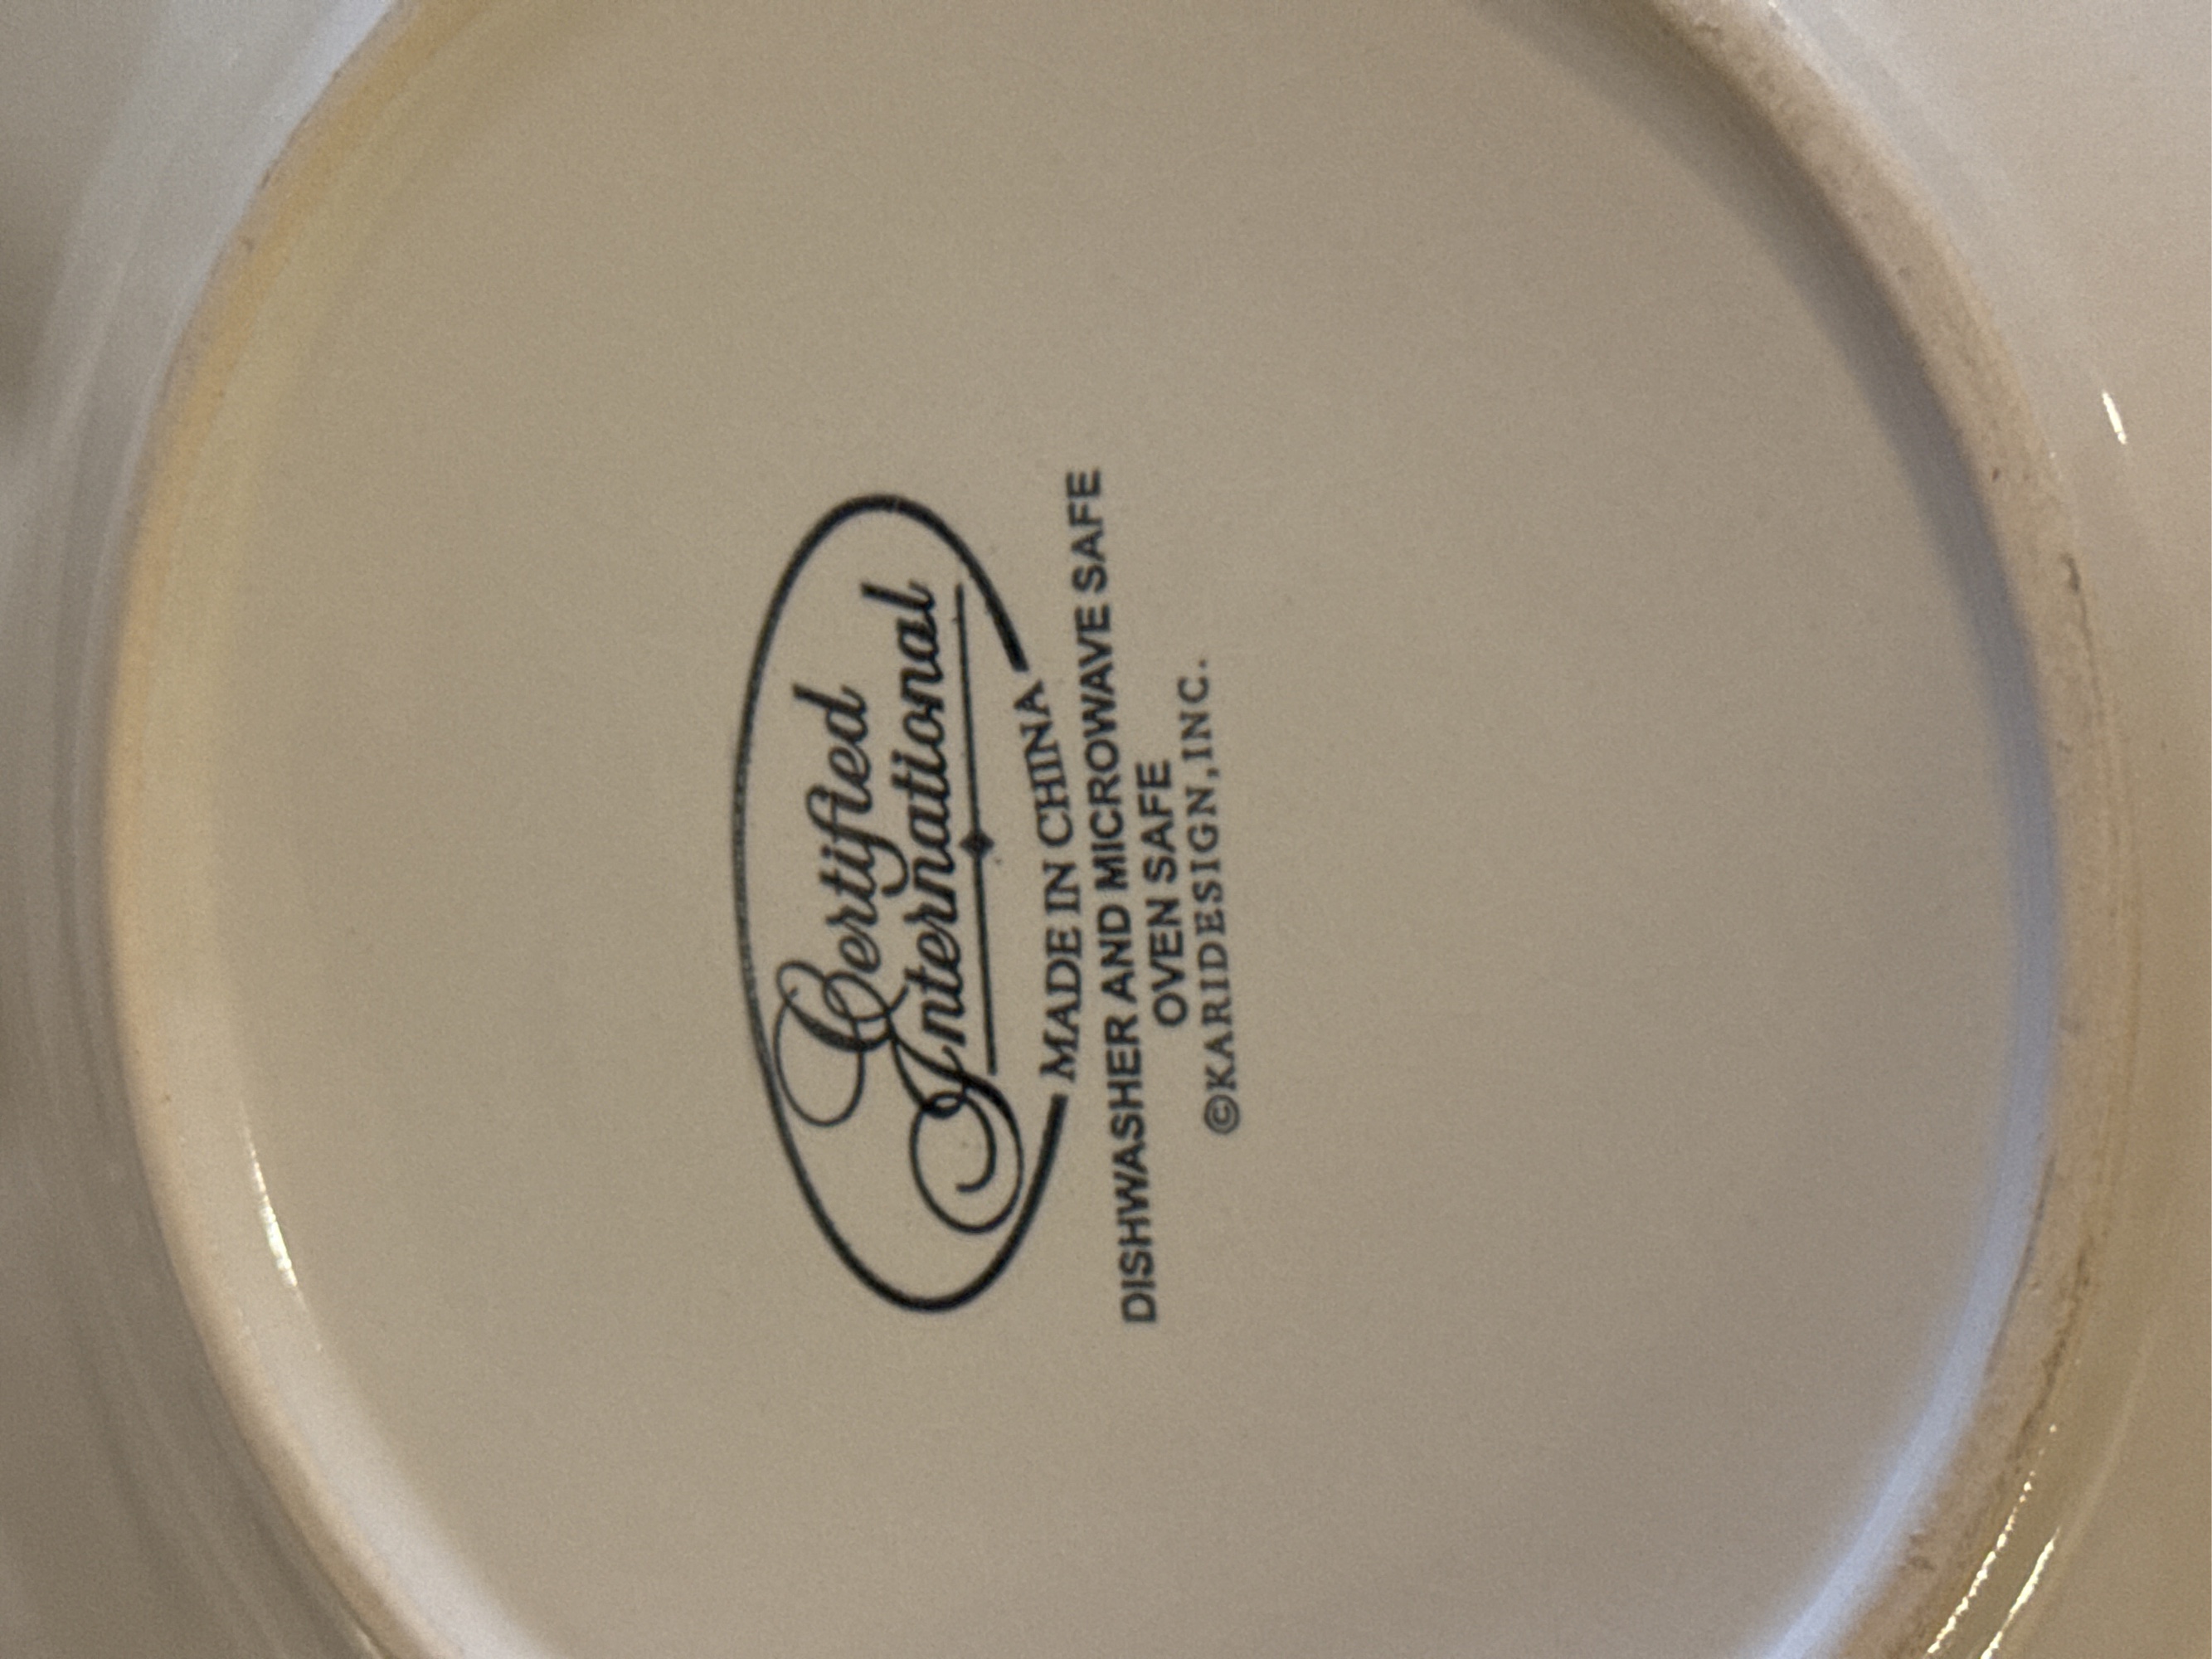 Certified
International
MADE IN CHINA
DISHWASHER AND MICROWAVE SAFE
OVEN SAFE
©KARIDESIGN,INC.